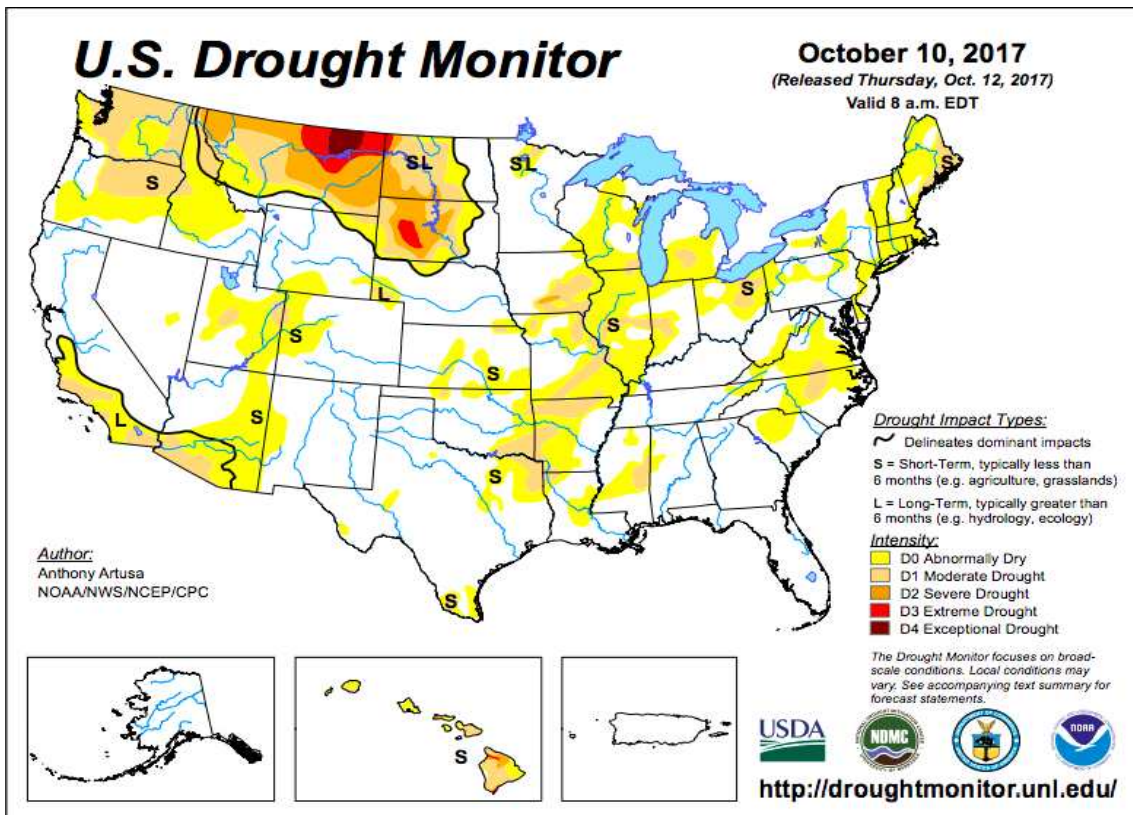 U.S. Drought Monitor
October 10, 2017
(Released Thursday, Oct. 12, 2017)
Valid 8 a.m. EDT
S
SL
SL
S
L
S
S
S
S
L
S
S
S
S
S
Drought Impact Types:
Delineates dominant impacts
S = Short-Term, typically less than
6 months (e.g. agriculture, grasslands)
L = Long-Term, typically greater than
6 months (e.g. hydrology, ecology)
Intensity:
D0 Abnormally Dry
D1 Moderate Drought
D2 Severe Drought
D3 Extreme Drought
D4 Exceptional Drought
Author:
Anthony Artusa
NOAA/NWS/NCEP/CPC
The Drought Monitor focuses on broad-
scale conditions. Local conditions may
vary. See accompanying text summary for
forecast statements.
USDA
NDMC
NOAA
http://droughtmonitor.unl.edu/